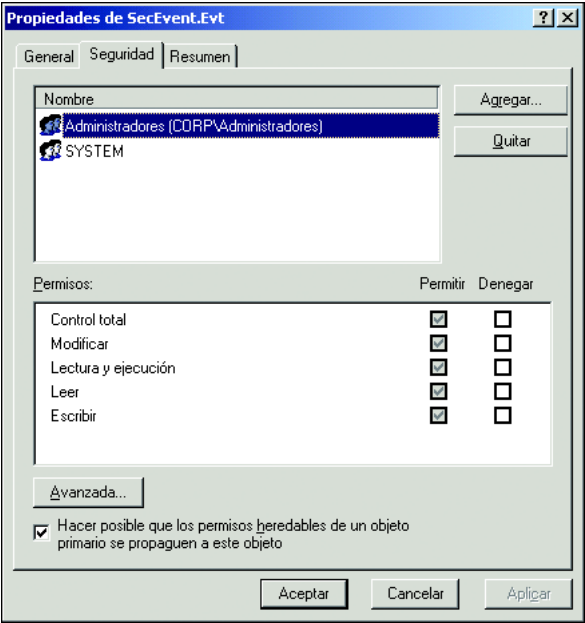 Propiedades de SecEvent.Evt
General Seguridad Resumen
Nombre
Administradores (CORP\Administradores)
SYSTEM
Agregar...
Quitar
Permisos: Permitir Denegar
Control total
Modificar
Lectura y ejecución
Leer
Escribir
Avanzada...
Hacer posible que los permisos heredables de un objeto
primario se propaguen a este objeto
Aceptar Cancelar Aplicar